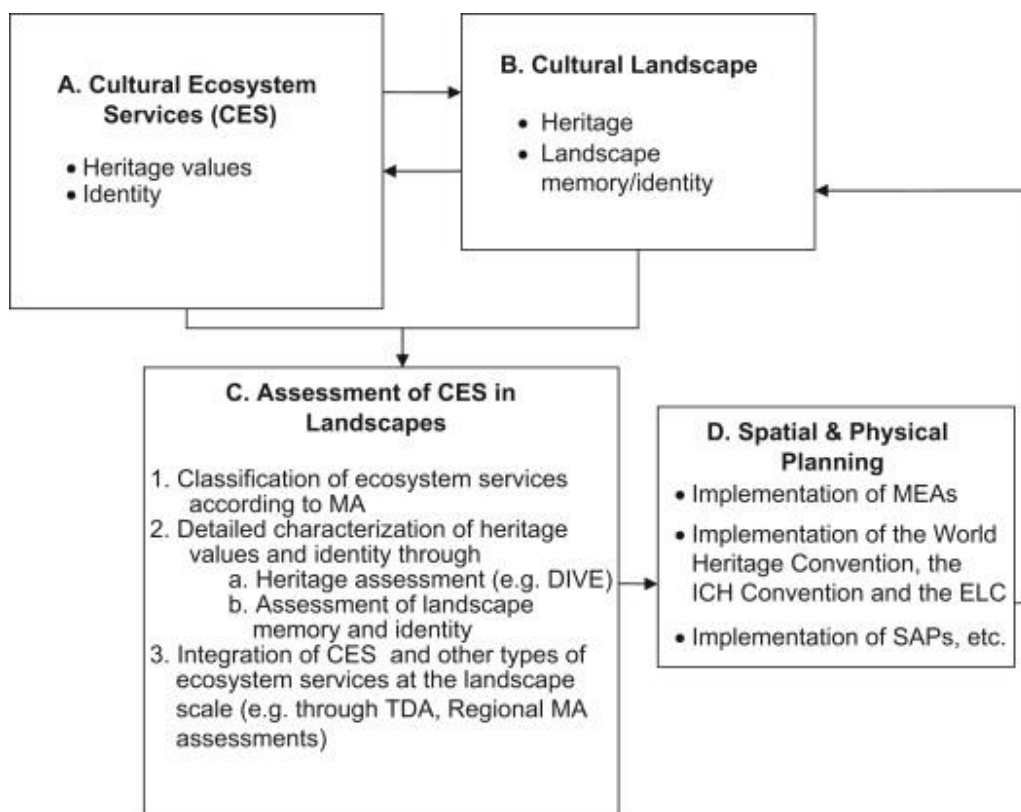 A. Cultural Ecosystem
Services (CES)
• Heritage values
• Identity
B. Cultural Landscape
• Heritage
• Landscape
memory/identity
C. Assessment of CES in
Landscapes
1. Classification of ecosystem services
according to MA
2. Detailed characterization of heritage
values and identity through
a. Heritage assessment (e.g. DIVE)
b. Assessment of landscape
memory and identity
3. Integration of CES and other types of
ecosystem services at the landscape
scale (e.g. through TDA, Regional MA
assessments)
D. Spatial & Physical
Planning
• Implementation of MEAs
• Implementation of the World
Heritage Convention, the
ICH Convention and the ELC
• Implementation of SAPs, etc.